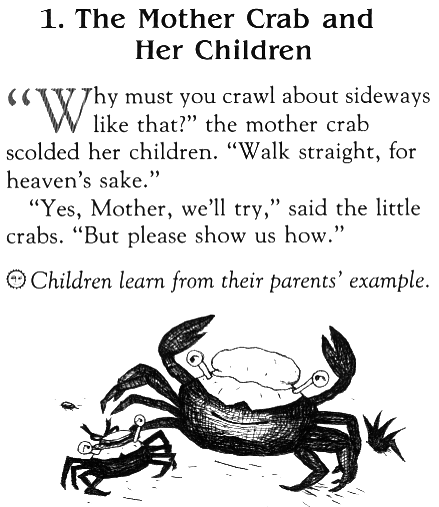 1. The Mother Crab and
Her Children
“Why must you crawl about sideways
like that?” the mother crab
scolded her children. “Walk straight, for
heaven’s sake.”
“Yes, Mother, we’ll try,” said the little
crabs. “But please show us how.”
Children learn from their parents’ example.